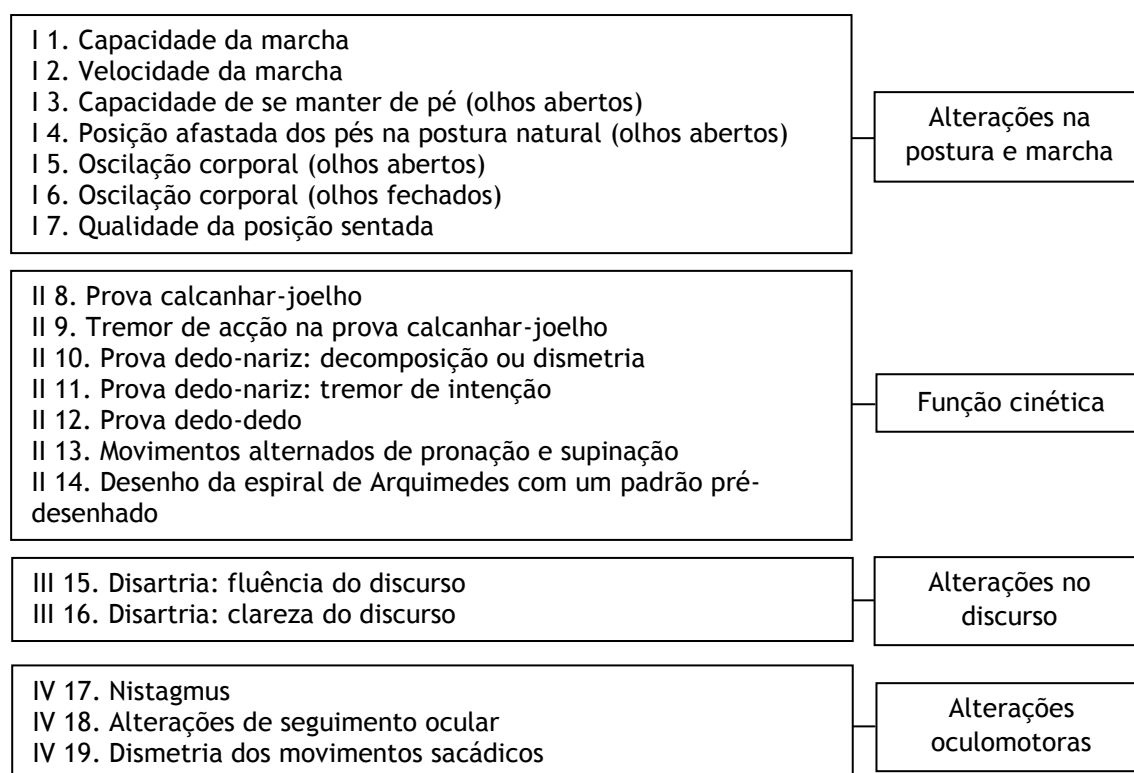 I 1. Capacidade da marcha
I 2. Velocidade da marcha
I 3. Capacidade de se manter de pé (olhos abertos)
I 4. Posição afastada dos pés na postura natural (olhos abertos)
I 5. Oscilação corporal (olhos abertos)
I 6. Oscilação corporal (olhos fechados)
I 7. Qualidade da posição sentada
Alterações na
postura e marcha
II 8. Prova calcanhar-joelho
II 9. Tremor de acção na prova calcanhar-joelho
II 10. Prova dedo-nariz: decomposição ou dismetria
II 11. Prova dedo-nariz: tremor de intenção
II 12. Prova dedo-dedo
II 13. Movimentos alternados de pronação e supinação
II 14. Desenho da espiral de Arquimedes com um padrão pré-
desenhado
Função cinética
III 15. Disartria: fluência do discurso
III 16. Disartria: clareza do discurso
Alterações no
discurso
IV 17. Nistagmus
IV 18. Alterações de seguimento ocular
IV 19. Dismetria dos movimentos sacádicos
Alterações
oculomotoras